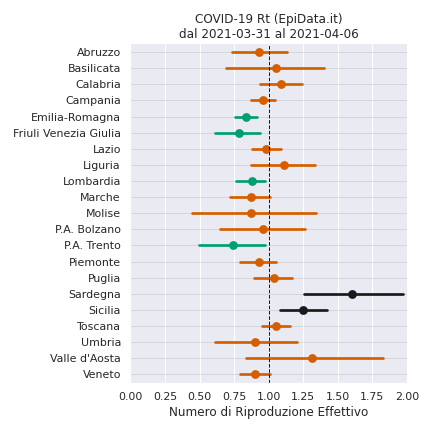 COVID-19 Rt (EpiData.it)
dal 2021-03-31 al 2021-04-06
Abruzzo
Basilicata
Calabria
Campania
Emilia-Romagna
Friuli Venezia Giulia
Lazio
Liguria
Lombardia
Marche
Molise
P.A. Bolzano
P.A. Trento
Piemonte
Puglia
Sardegna
Sicilia
Toscana
Umbria
Valle d'Aosta
Veneto
0.00 0.25 0.50 0.75 1.00 1.25 1.50 1.75 2.00
Numero di Riproduzione Effettivo